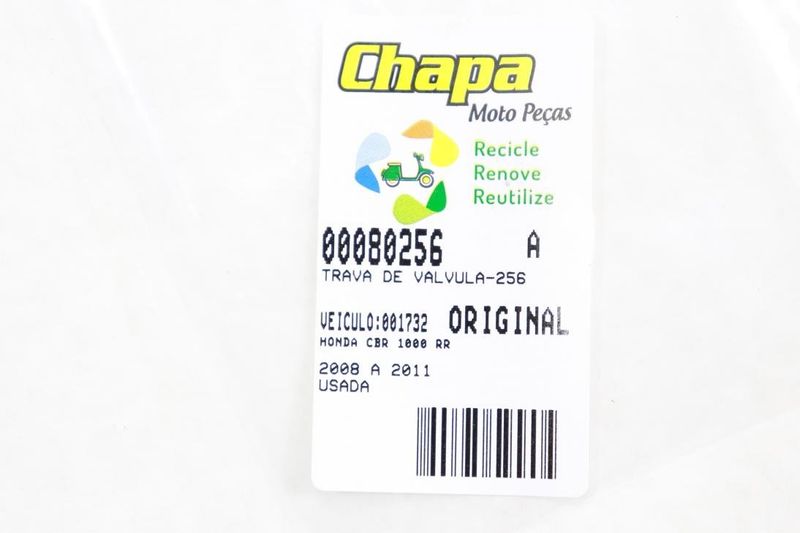 Chapa
Moto Peças
Recicle
Renove
Reutilize
00080256 A
TRAVA DE VALVULA-256
VEICULO:001732 ORIGINAL
HONDA CBR 1000 RR
2008 A 2011
USADA